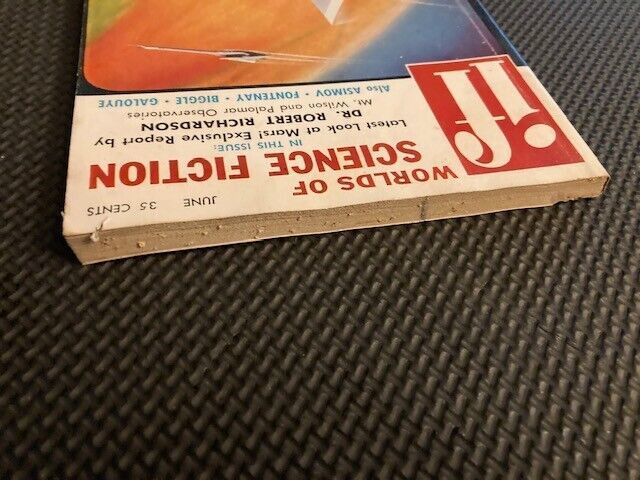 if
WORLDS OF
SCIENCE FICTION
JUNE 35 CENTS
IN THIS ISSUE:
Latest Look at Mars! Exclusive Report by
DR. ROBERT RICHARDSON
Mt. Wilson and Palomar Observatories
Also ASIMOV • FONTENAY • BIGGLE • GALOUYE